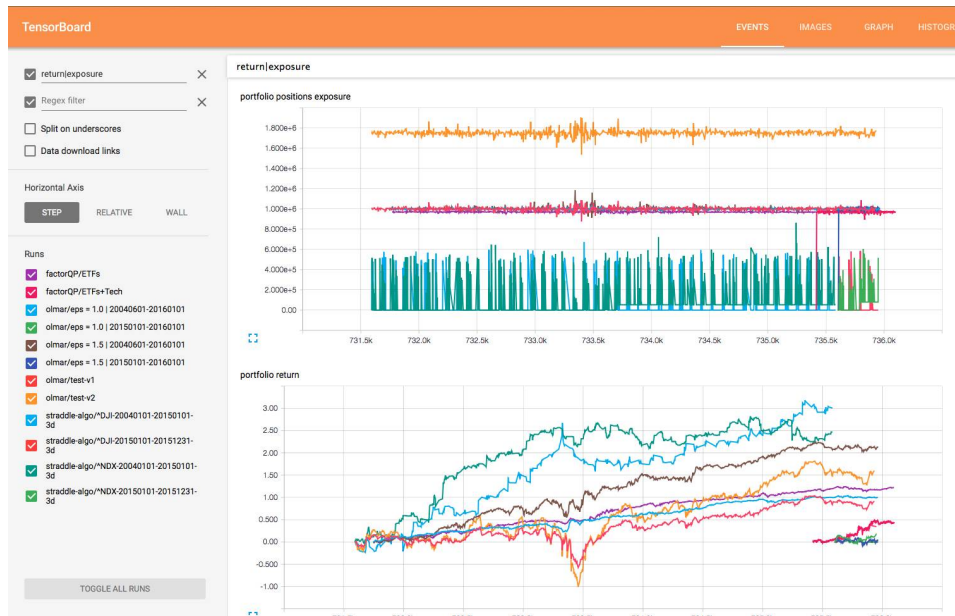 TensorBoard
EVENTS
IMAGES
GRAPH
HISTOGR
return|exposure
Regex filter
Split on underscores
Data download links
Horizontal Axis
STEP
RELATIVE
WALL
Runs
factorQP/ETFs
factorQP/ETFs+Tech
olmar/eps = 1.0 | 20040601-20160101
olmar/eps = 1.0 | 20150101-20160101
olmar/eps = 1.5 | 20040601-20160101
olmar/eps = 1.5 | 20150101-20160101
olmar/test-v1
olmar/test-v2
straddle-algo/^DJI-20040101-20150101-
3d
straddle-algo/^DJI-20150101-20151231-
3d
straddle-algo/^NDX-20040101-20150101-
3d
straddle-algo/^NDX-20150101-20151231-
3d
TOGGLE ALL RUNS
return|exposure
portfolio positions exposure
1.800e+6
1.600e+6
1.400e+6
1.200e+6
1.000e+6
8.000e+5
6.000e+5
4.000e+5
2.000e+5
0.00
731.5k
732.0k
732.5k
733.0k
733.5k
734.0k
734.5k
735.0k
735.5k
736.0k
portfolio return
3.00
2.50
2.00
1.50
1.00
0.500
0.00
-0.500
-1.00